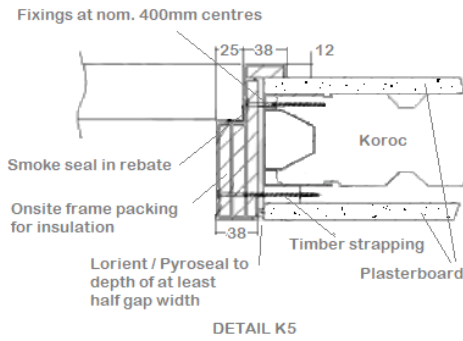 Fixings at nom. 400mm centres
25
38
12
Koroc
Smoke seal in rebate
Onsite frame packing
for insulation
38
Timber strapping
Lorient / Pyroseal to
depth of at least
half gap width
Plasterboard
DETAIL K5